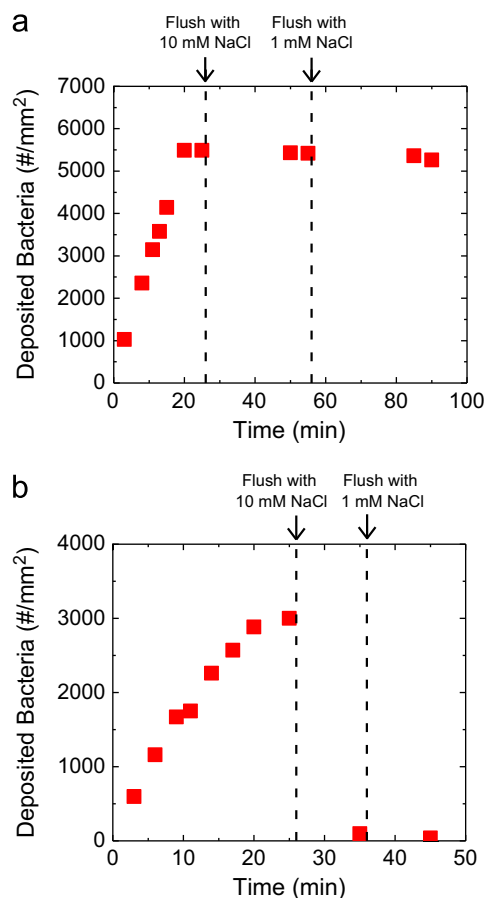 a
Flush with Flush with
10 mM NaCl 1 mM NaCl
7000
6000
5000
4000
3000
2000
1000
0
Deposited Bacteria (#/mm²)
0 20 40 60 80 100
Time (min)
b
Flush with Flush with
10 mM NaCl 1 mM NaCl
4000
3000
2000
1000
0
Deposited Bacteria (#/mm²)
0 10 20 30 40 50
Time (min)